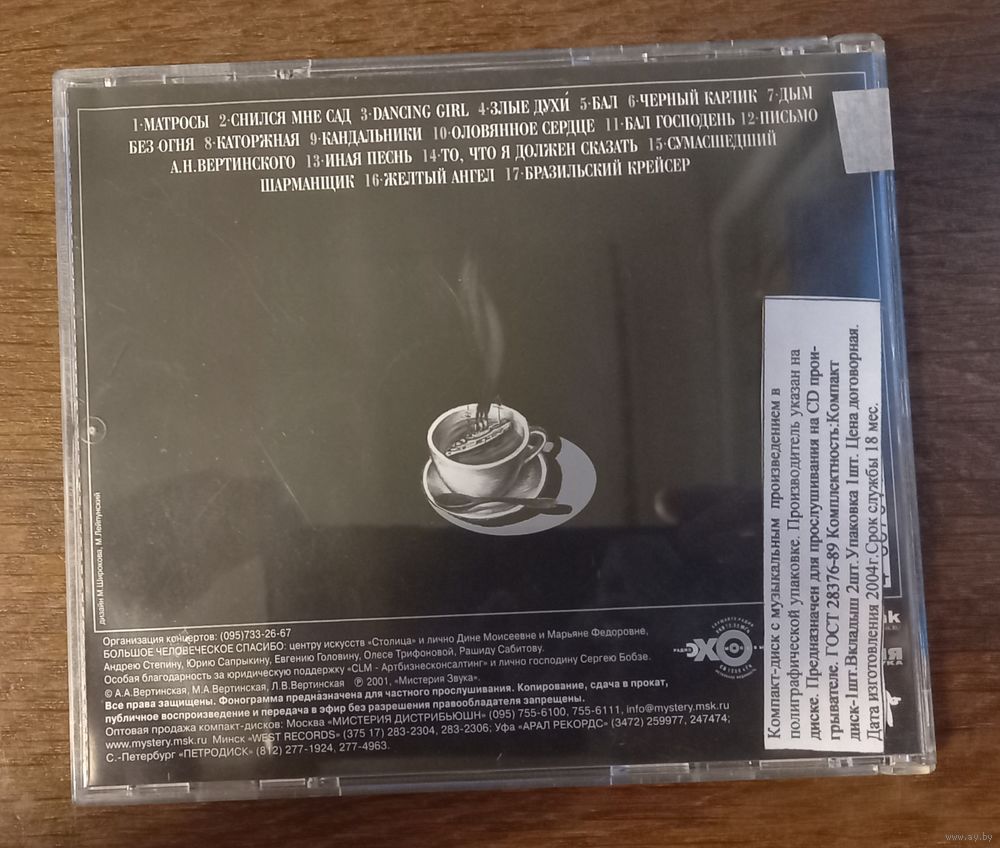 1·МАТРОСЫ 2·СНИЛСЯ МНЕ САД 3·DANCING GIRL 4·ЗЛЫЕ ДУХИ́ 5·БАЛ 6·ЧЕРНЫЙ КАРЛИК 7·ДЫМ
БЕЗ ОГНЯ 8·КАТОРЖНАЯ 9·КАНДАЛЬНИКИ 10·ОЛОВЯННОЕ СЕРДЦЕ 11·БАЛ ГОСПОДЕНЬ 12·ПИСЬМО
А.Н.ВЕРТИНСКОГО 13·ИНАЯ ПЕСНЬ 14·ТО, ЧТО Я ДОЛЖЕН СКАЗАТЬ 15·СУМАСШЕДШИЙ
ШАРМАНЩИК 16·ЖЕЛТЫЙ АНГЕЛ 17·БРАЗИЛЬСКИЙ КРЕЙСЕР
дизайн М.Широкова, М.Лейпунский
Организация концертов: (095)733-26-67
БОЛЬШОЕ ЧЕЛОВЕЧЕСКОЕ СПАСИБО: центру искусств «Столица» и лично Дине Моисеевне и Марьяне Федоровне,
Андрею Степину, Юрию Сапрыкину, Евгению Головину, Олесе Трифоновой, Рашиду Сабитову.
Особая благодарность за юридическую поддержку «CLM - Артбизнесконсалтинг» и лично господину Сергею Бобзе.
© А.А.Вертинская, М.А.Вертинская, Л.В.Вертинская ℗ 2001, «Мистерия Звука».
Все права защищены. Фонограмма предназначена для частного прослушивания. Копирование, сдача в прокат,
публичное воспроизведение и передача в эфир без разрешения правообладателя запрещены.
Оптовая продажа компакт-дисков: Москва «МИСТЕРИЯ ДИСТРИБЬЮШН» (095) 755-6100, 755-6111, info@mystery.msk.ru
www.mystery.msk.ru Минск «WEST RECORDS» (375 17) 283-2304, 283-2306; Уфа «АРАЛ РЕКОРДС» (3472) 259977, 247474;
С.-Петербург «ПЕТРОДИСК» (812) 277-1924, 277-4963.
РАДИО ЭХО
Компакт-диск с музыкальным произведением в
полиграфической упаковке. Производитель указан на
диске. Предназначен для прослушивания на CD прои-
грывателе. ГОСТ 28376-89 Комплектность:Компакт
диск-1шт.Вкладыш 2шт.Упаковка 1шт. Цена договорная.
Дата изготовления 2004г.Срок службы 18 мес.
www.ay.by